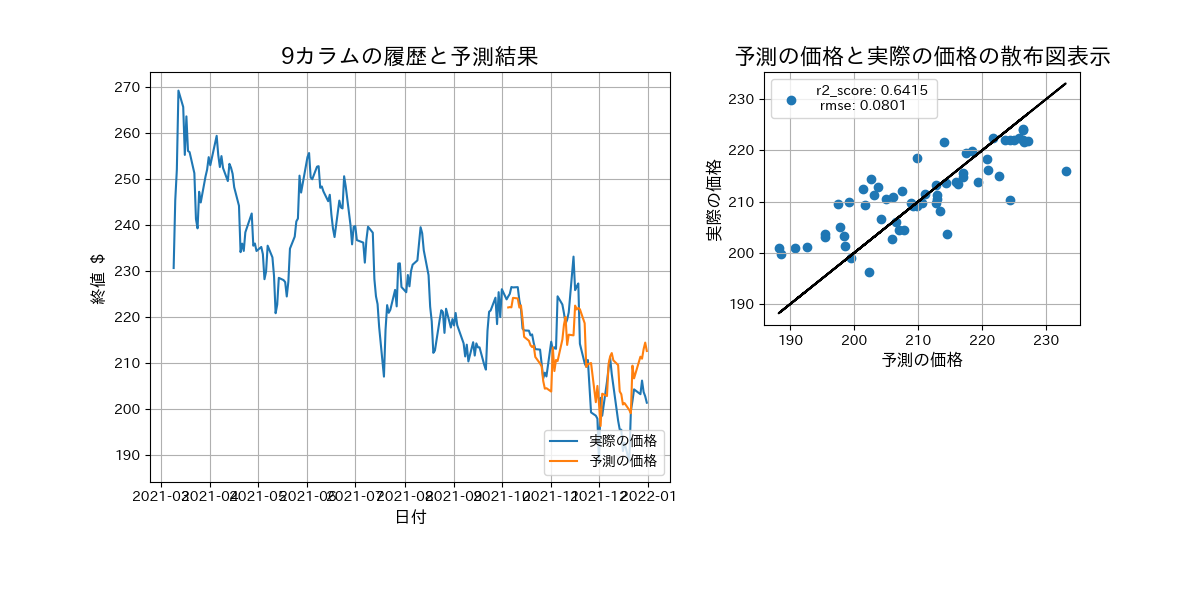 9カラムの履歴と予測結果
270
260
250
240
230
220
210
200
190
終値 $
2021-03 2021-04 2021-05 2021-06 2021-07 2021-08 2021-09 2021-10 2021-11 2021-12 2022-01
日付
実際の価格
予測の価格
予測の価格と実際の価格の散布図表示
r2_score: 0.6415
rmse: 0.0801
230
220
210
200
190
実際の価格
190 200 210 220 230
予測の価格